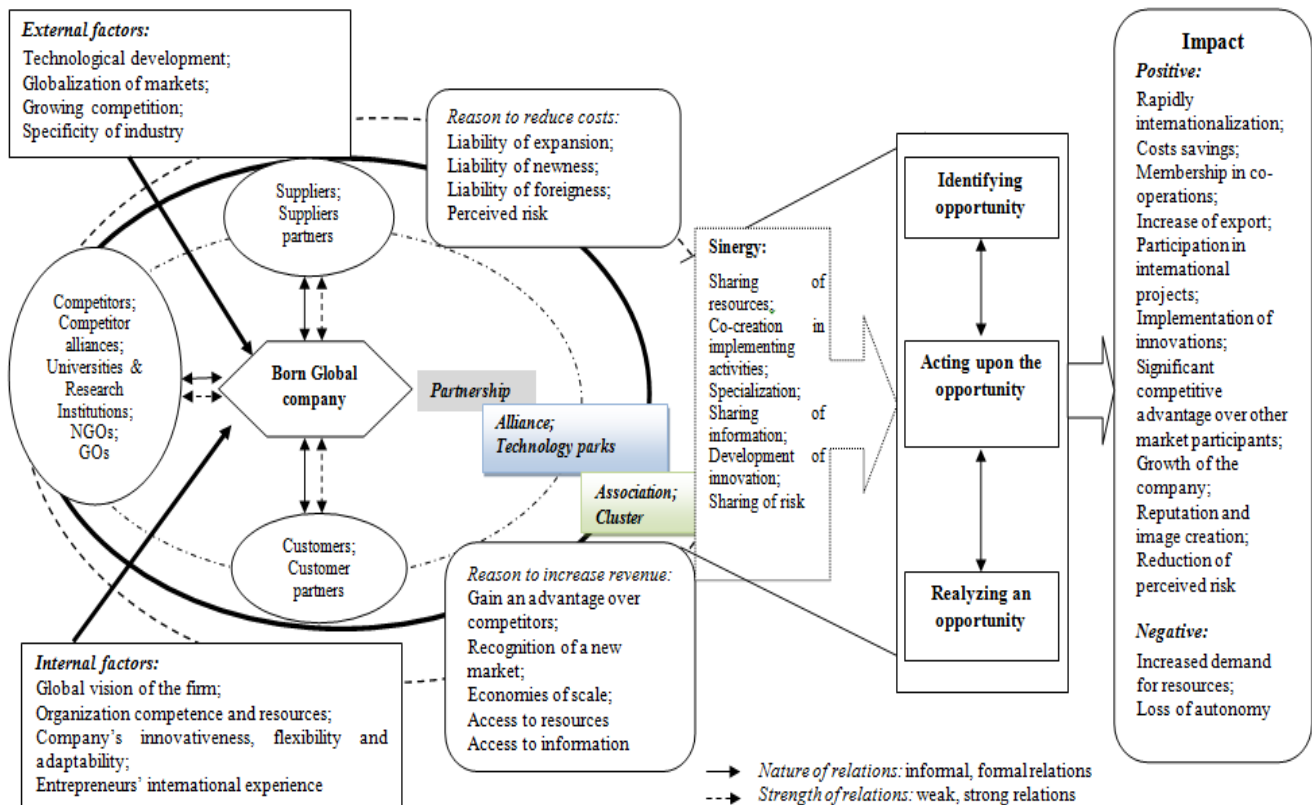 External factors:
Technological development;
Globalization of markets;
Growing competition;
Specificity of industry
Reason to reduce costs:
Liability of expansion;
Liability of newness;
Liability of foreigness;
Perceived risk
Suppliers;
Suppliers
partners
Competitors;
Competitor
alliances;
Universities &
Research
Institutions;
NGOs;
GOs
Born Global
company
Partnership
Alliance;
Technology parks
Association;
Cluster
Customers;
Customer
partners
Internal factors:
Global vision of the firm;
Organization competence and resources;
Company's innovativeness, flexibility and
adaptability;
Entrepreneurs' international experience
Reason to increase revenue:
Gain an advantage over
competitors;
Recognition of a new
market;
Economies of scale;
Access to resources
Access to information
Sinergy:
Sharing of
resources;
Co-creation in
implementing
activities;
Specialization;
Sharing of
information;
Development of
innovation;
Sharing of risk
Identifying
opportunity
Acting upon the
opportunity
Realyzing an
opportunity
Impact
Positive:
Rapidly
internationalization;
Costs savings;
Membership in co-
operations;
Increase of export;
Participation in
international
projects;
Implementation of
innovations;
Significant
competitive
advantage over other
market participants;
Growth of the
company;
Reputation and
image creation;
Reduction of
perceived risk
Negative:
Increased demand
for resources;
Loss of autonomy
Nature of relations: informal, formal relations
Strength of relations: weak, strong relations